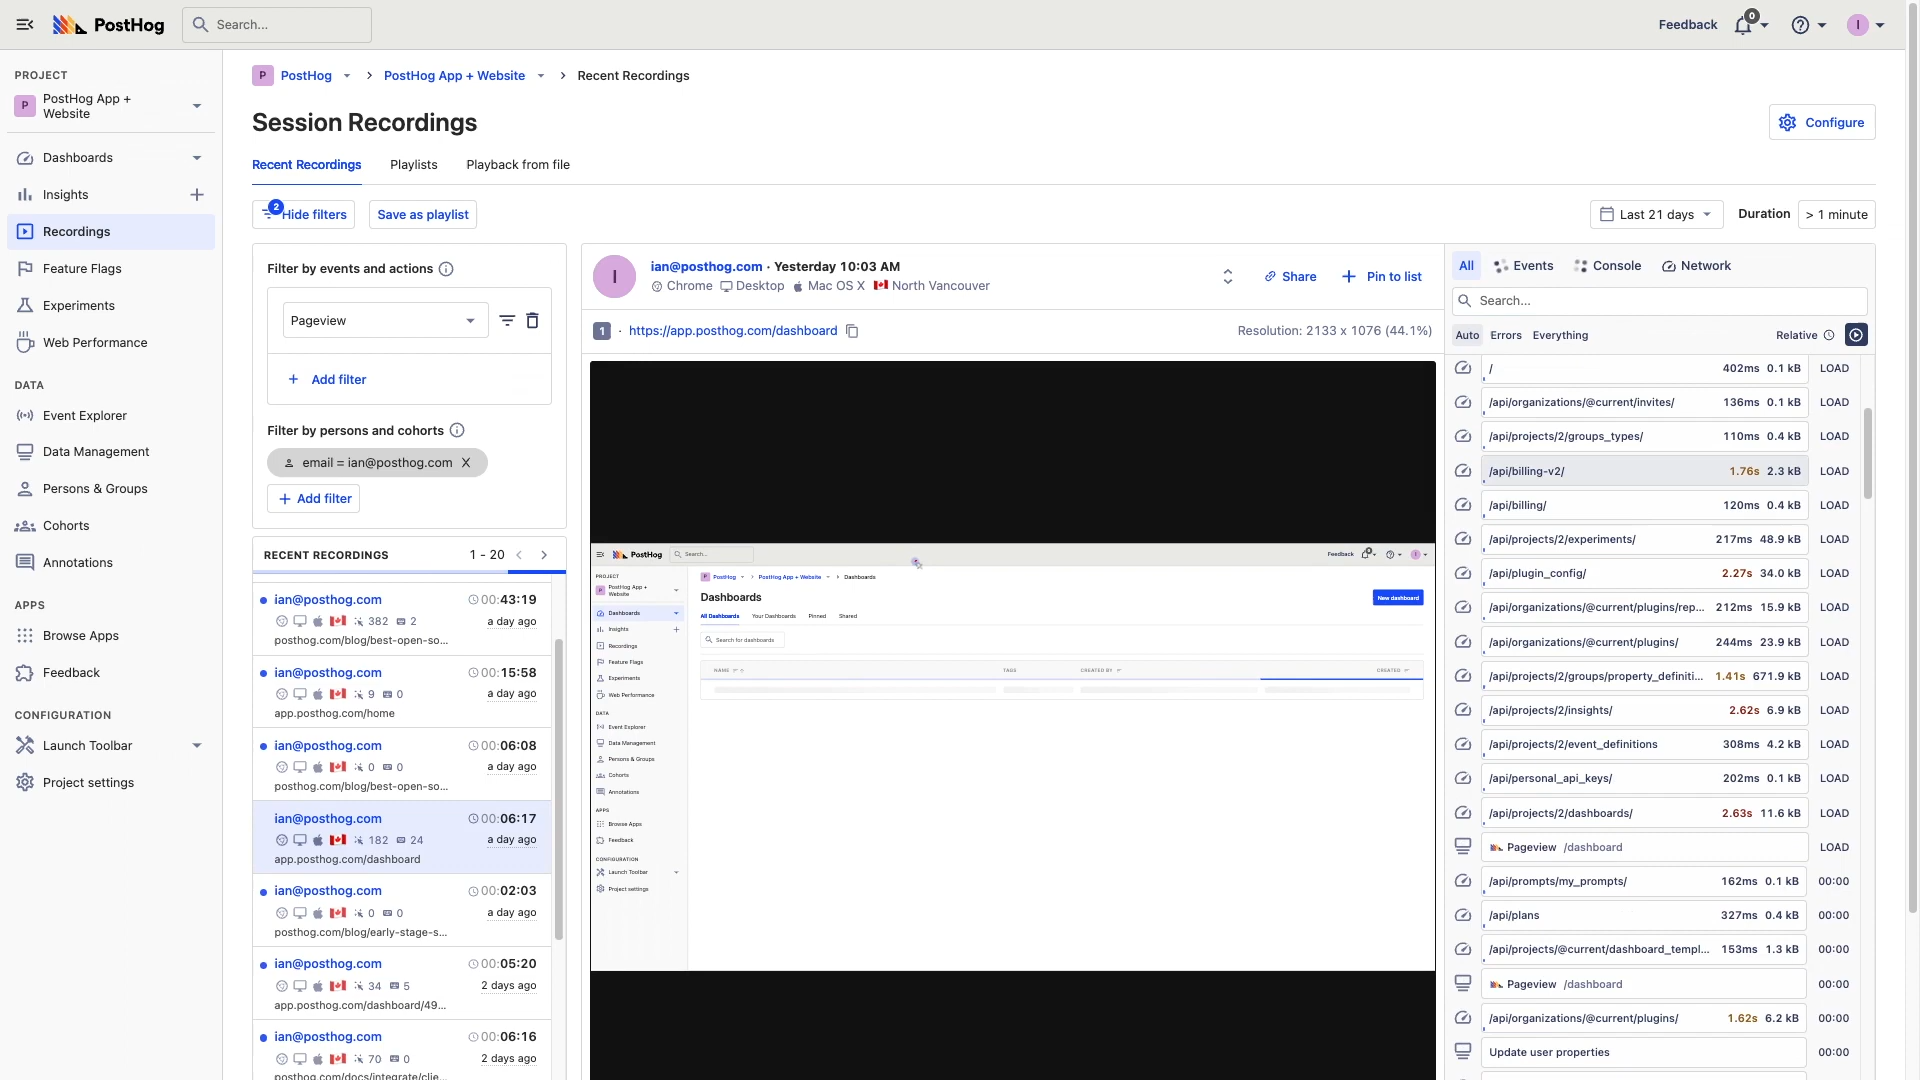 PostHog
Search...
Feedback
0
I
PROJECT
P
PostHog App +
Website
Dashboards
Insights
Recordings
Feature Flags
Experiments
Web Performance
DATA
Event Explorer
Data Management
Persons & Groups
Cohorts
Annotations
APPS
Browse Apps
Feedback
CONFIGURATION
Launch Toolbar
Project settings
P PostHog > PostHog App + Website > Recent Recordings
Session Recordings
Configure
Recent Recordings Playlists Playback from file
2
Hide filters
Save as playlist
Last 21 days
Duration
> 1 minute
Filter by events and actions
Pageview
+ Add filter
Filter by persons and cohorts
email = ian@posthog.com X
+ Add filter
RECENT RECORDINGS 1 - 20 < >
ian@posthog.com 00:43:19
382 2 a day ago
posthog.com/blog/best-open-so...
ian@posthog.com 00:15:58
9 0 a day ago
app.posthog.com/home
ian@posthog.com 00:06:08
0 0 a day ago
posthog.com/blog/best-open-so...
ian@posthog.com 00:06:17
182 24 a day ago
app.posthog.com/dashboard
ian@posthog.com 00:02:03
0 0 a day ago
posthog.com/blog/early-stage-s...
ian@posthog.com 00:05:20
34 5 2 days ago
app.posthog.com/dashboard/49...
ian@posthog.com 00:06:16
70 0 2 days ago
posthog.com/docs/integrate/clie...
I
ian@posthog.com · Yesterday 10:03 AM
Chrome Desktop Mac OS X North Vancouver
Share
+ Pin to list
1 · https://app.posthog.com/dashboard
Resolution: 2133 x 1076 (44.1%)
PostHog
Search...
Feedback
PROJECT
PostHog App +
Website
Dashboards
Insights
Recordings
Feature Flags
Experiments
Web Performance
DATA
Event Explorer
Data Management
Persons & Groups
Cohorts
Annotations
APPS
Browse Apps
Feedback
CONFIGURATION
Launch Toolbar
Project settings
P PostHog > PostHog App + Website > Dashboards
Dashboards
New dashboard
All Dashboards Your Dashboards Pinned Shared
Search for dashboards
NAME TAGS CREATED BY CREATED
All Events Console Network
Search...
Auto Errors Everything Relative
/ 402ms 0.1 kB LOAD
/api/organizations/@current/invites/ 136ms 0.1 kB LOAD
/api/projects/2/groups_types/ 110ms 0.4 kB LOAD
/api/billing-v2/ 1.76s 2.3 kB LOAD
/api/billing/ 120ms 0.4 kB LOAD
/api/projects/2/experiments/ 217ms 48.9 kB LOAD
/api/plugin_config/ 2.27s 34.0 kB LOAD
/api/organizations/@current/plugins/rep... 212ms 15.9 kB LOAD
/api/organizations/@current/plugins/ 244ms 23.9 kB LOAD
/api/projects/2/groups/property_definiti... 1.41s 671.9 kB LOAD
/api/projects/2/insights/ 2.62s 6.9 kB LOAD
/api/projects/2/event_definitions 308ms 4.2 kB LOAD
/api/personal_api_keys/ 202ms 0.1 kB LOAD
/api/projects/2/dashboards/ 2.63s 11.6 kB LOAD
Pageview /dashboard LOAD
/api/prompts/my_prompts/ 162ms 0.1 kB 00:00
/api/plans 327ms 0.4 kB 00:00
/api/projects/@current/dashboard_templ... 153ms 1.3 kB 00:00
Pageview /dashboard 00:00
/api/organizations/@current/plugins/ 1.62s 6.2 kB 00:00
Update user properties 00:00